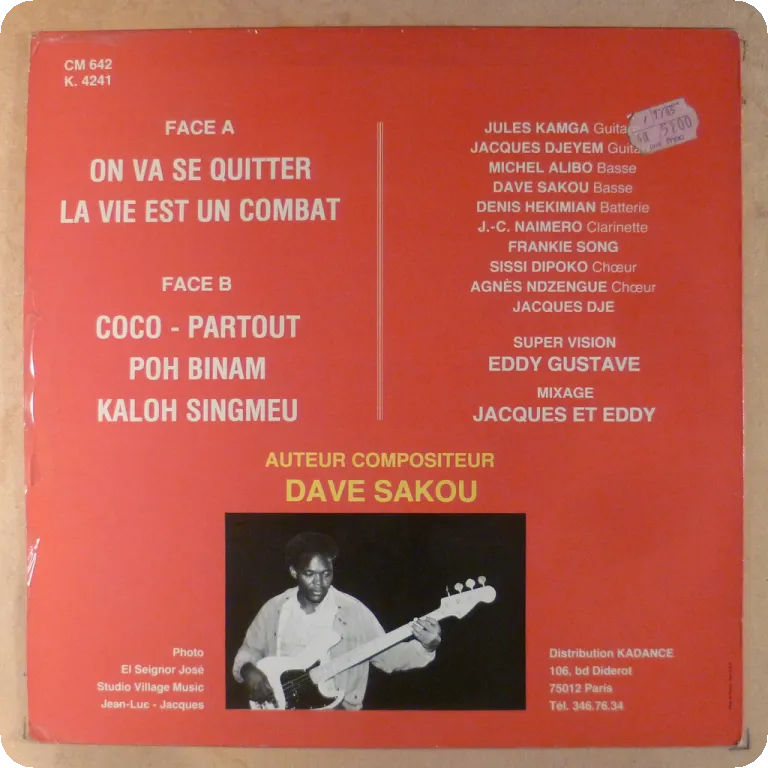 CM 642
K. 4241
FACE A
ON VA SE QUITTER
LA VIE EST UN COMBAT
FACE B
COCO - PARTOUT
POH BINAM
KALOH SINGMEU
JULES KAMGA
JACQUES DJEYEM
MICHEL ALIBO Basse
DAVE SAKOU Basse
DENIS HEKIMIAN Batterie
J.-C. NAIMERO Clarinette
FRANKIE SONG
SISSI DIPOKO Chœur
AGNÈS NDZENGUE Chœur
JACQUES DJE
SUPER VISION
EDDY GUSTAVE
MIXAGE
JACQUES ET EDDY
AUTEUR COMPOSITEUR
DAVE SAKOU
Photo
El Seignor José
Studio Village Music
Jean-Luc - Jacques
Distribution KADANCE
106, bd Diderot
75012 Paris
Tél. 346.76.34